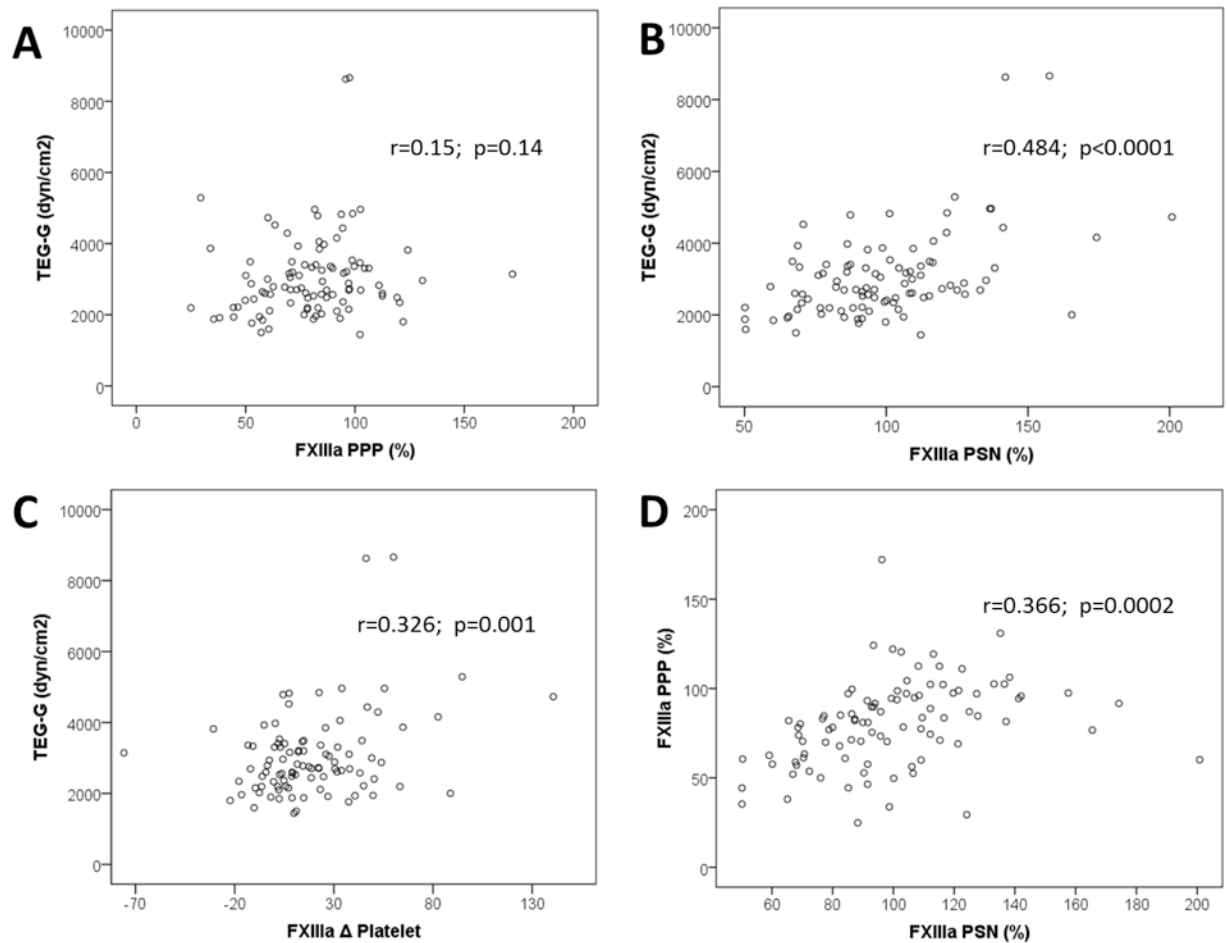 A
10000
8000
6000
4000
2000
0
TEG-G (dyn/cm2)
r=0.15; p=0.14
0 50 100 150 200
FXIIIa PPP (%)
B
10000
8000
6000
4000
2000
0
TEG-G (dyn/cm2)
r=0.484; p<0.0001
50 100 150 200
FXIIIa PSN (%)
C
10000
8000
6000
4000
2000
0
TEG-G (dyn/cm2)
r=0.326; p=0.001
-70 -20 30 80 130
FXIIIa Δ Platelet
D
200
150
100
50
0
FXIIIa PPP (%)
r=0.366; p=0.0002
60 80 100 120 140 160 180 200
FXIIIa PSN (%)